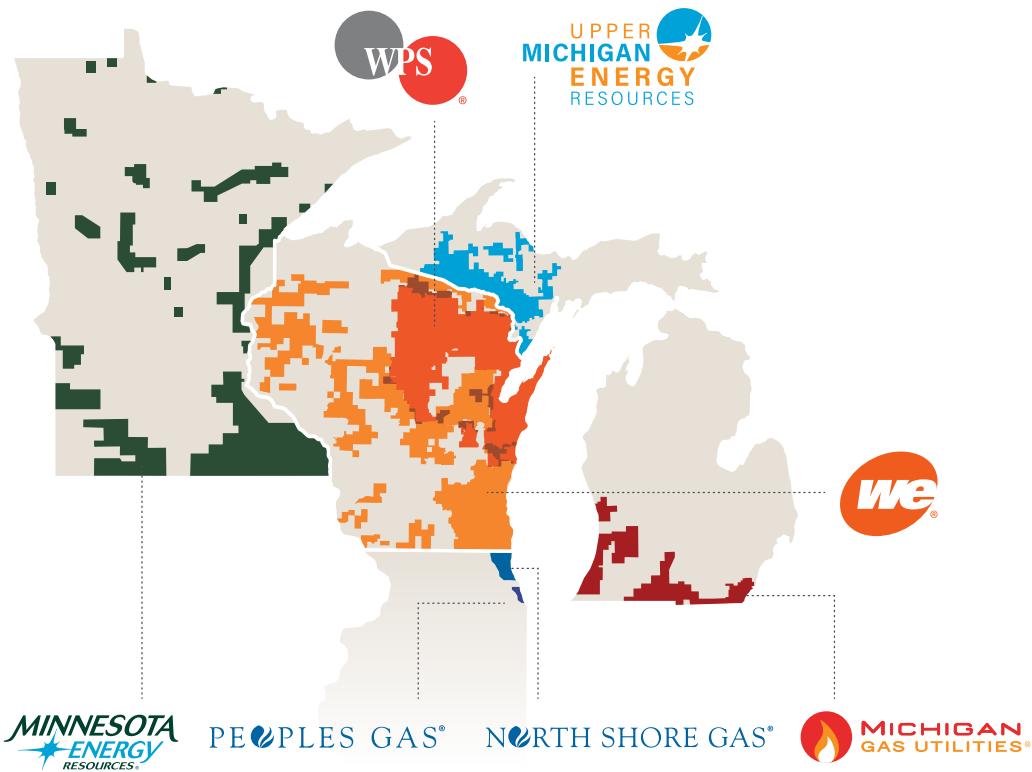 WPS®
UPPER
MICHIGAN
ENERGY
RESOURCES
we®
MINNESOTA
ENERGY
RESOURCES®
PEOPLES GAS®
NORTH SHORE GAS®
MICHIGAN
GAS UTILITIES®